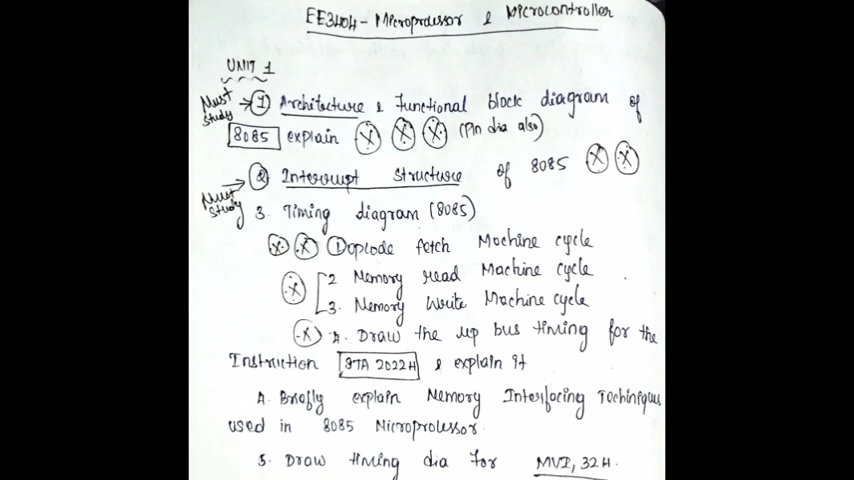 EE3404 - Microprocessor & Microcontroller
UNIT 1
Must study → 1) Architecture & Functional block diagram of
8085 explain (X) (X) (X) (Pin dia also)
Must study → 2) Interrupt Structure of 8085 (X) (X)
3. Timing diagram (8085)
(X) (X) 1) Opcode fetch Machine cycle
(X) 2 Memory read Machine cycle
3. Memory Write Machine cycle
(X) 4. Draw the up bus timing for the
Instruction STA 2022H & explain it
4. Briefly explain Memory Interfacing Techiniques
used in 8085 Microprocessor.
5. Draw timing dia for MVI, 32H.